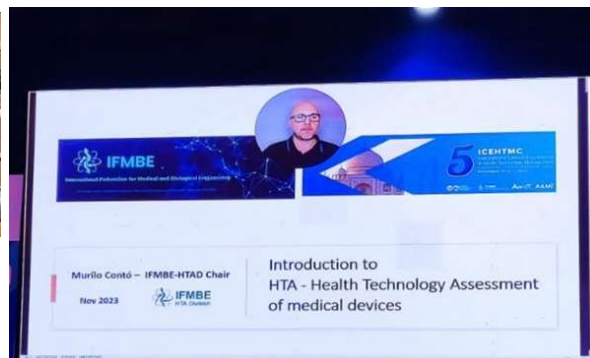 IFMBE
International Federation for Medical and Biological Engineering
5
ICEHTMC
Murilo Contó – IFMBE-HTAD Chair
Nov 2023
IFMBE
HTA Division
Introduction to
HTA - Health Technology Assessment
of medical devices